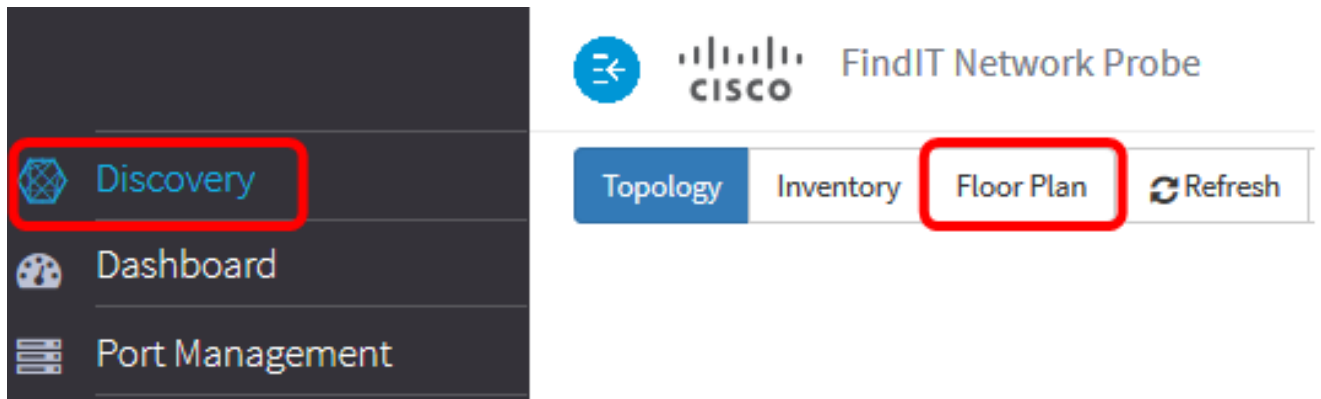 CISCO
FindIT Network Probe
Discovery
Topology Inventory Floor Plan Refresh
Dashboard
Port Management